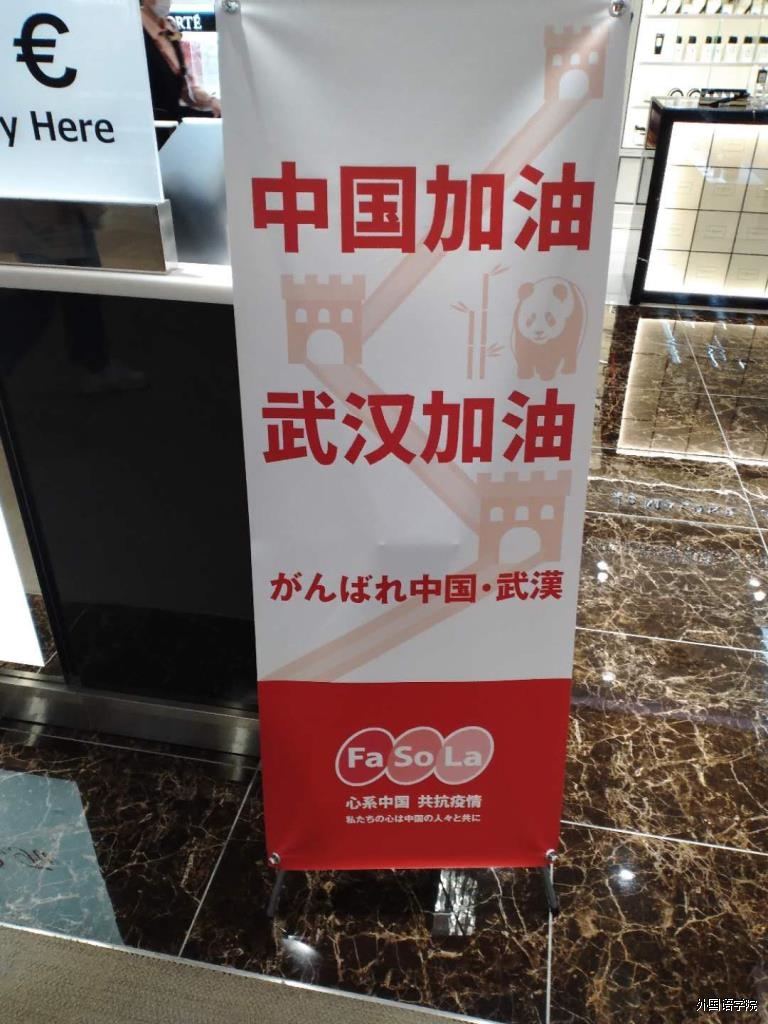 €
y Here
ORTÉ
中国加油
武汉加油
がんばれ中国・武漢
Fa So La
心系中国 共抗疫情
私たちの心は中国の人々と共に
外国语学院